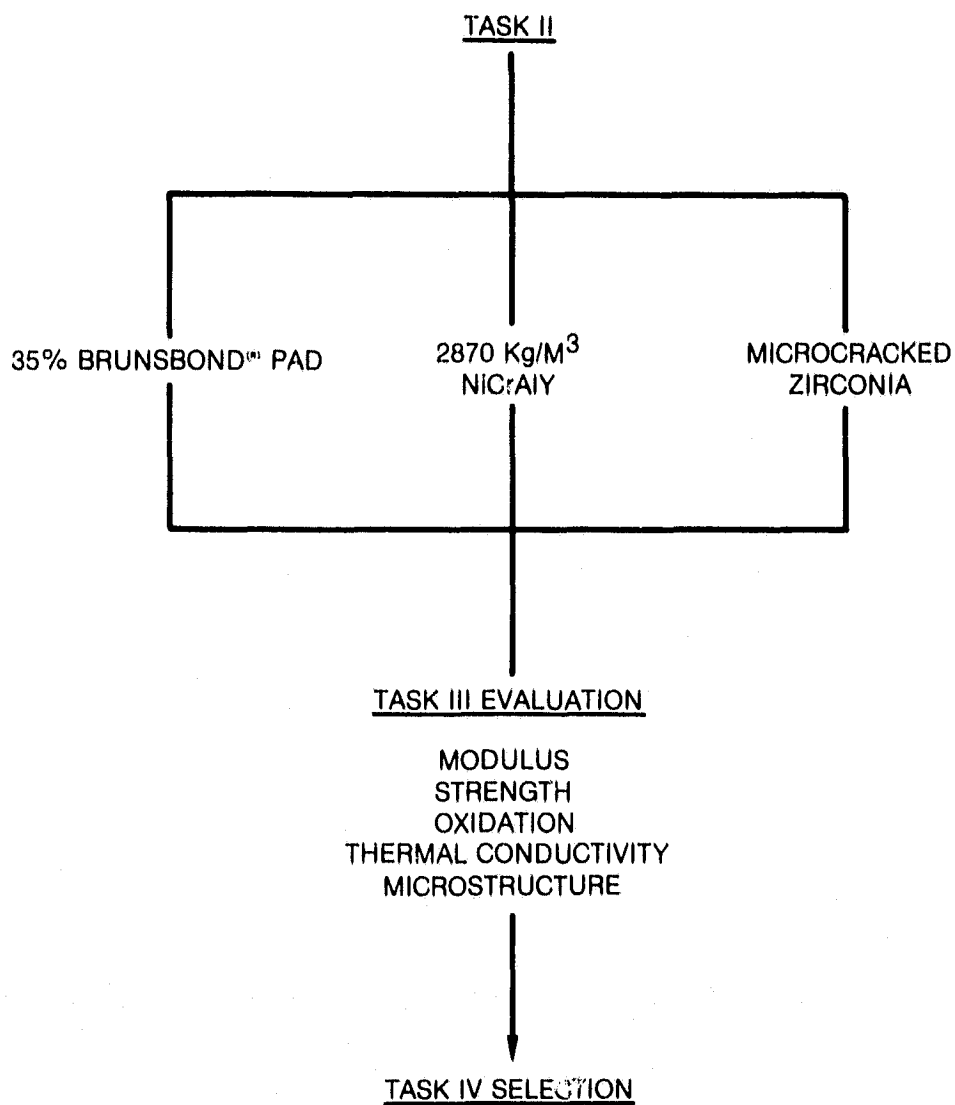 TASK II
35% BRUNSBOND(R) PAD
2870 Kg/M³
NiCrAlY
MICROCRACKED
ZIRCONIA
TASK III EVALUATION
MODULUS
STRENGTH
OXIDATION
THERMAL CONDUCTIVITY
MICROSTRUCTURE
TASK IV SELECTION